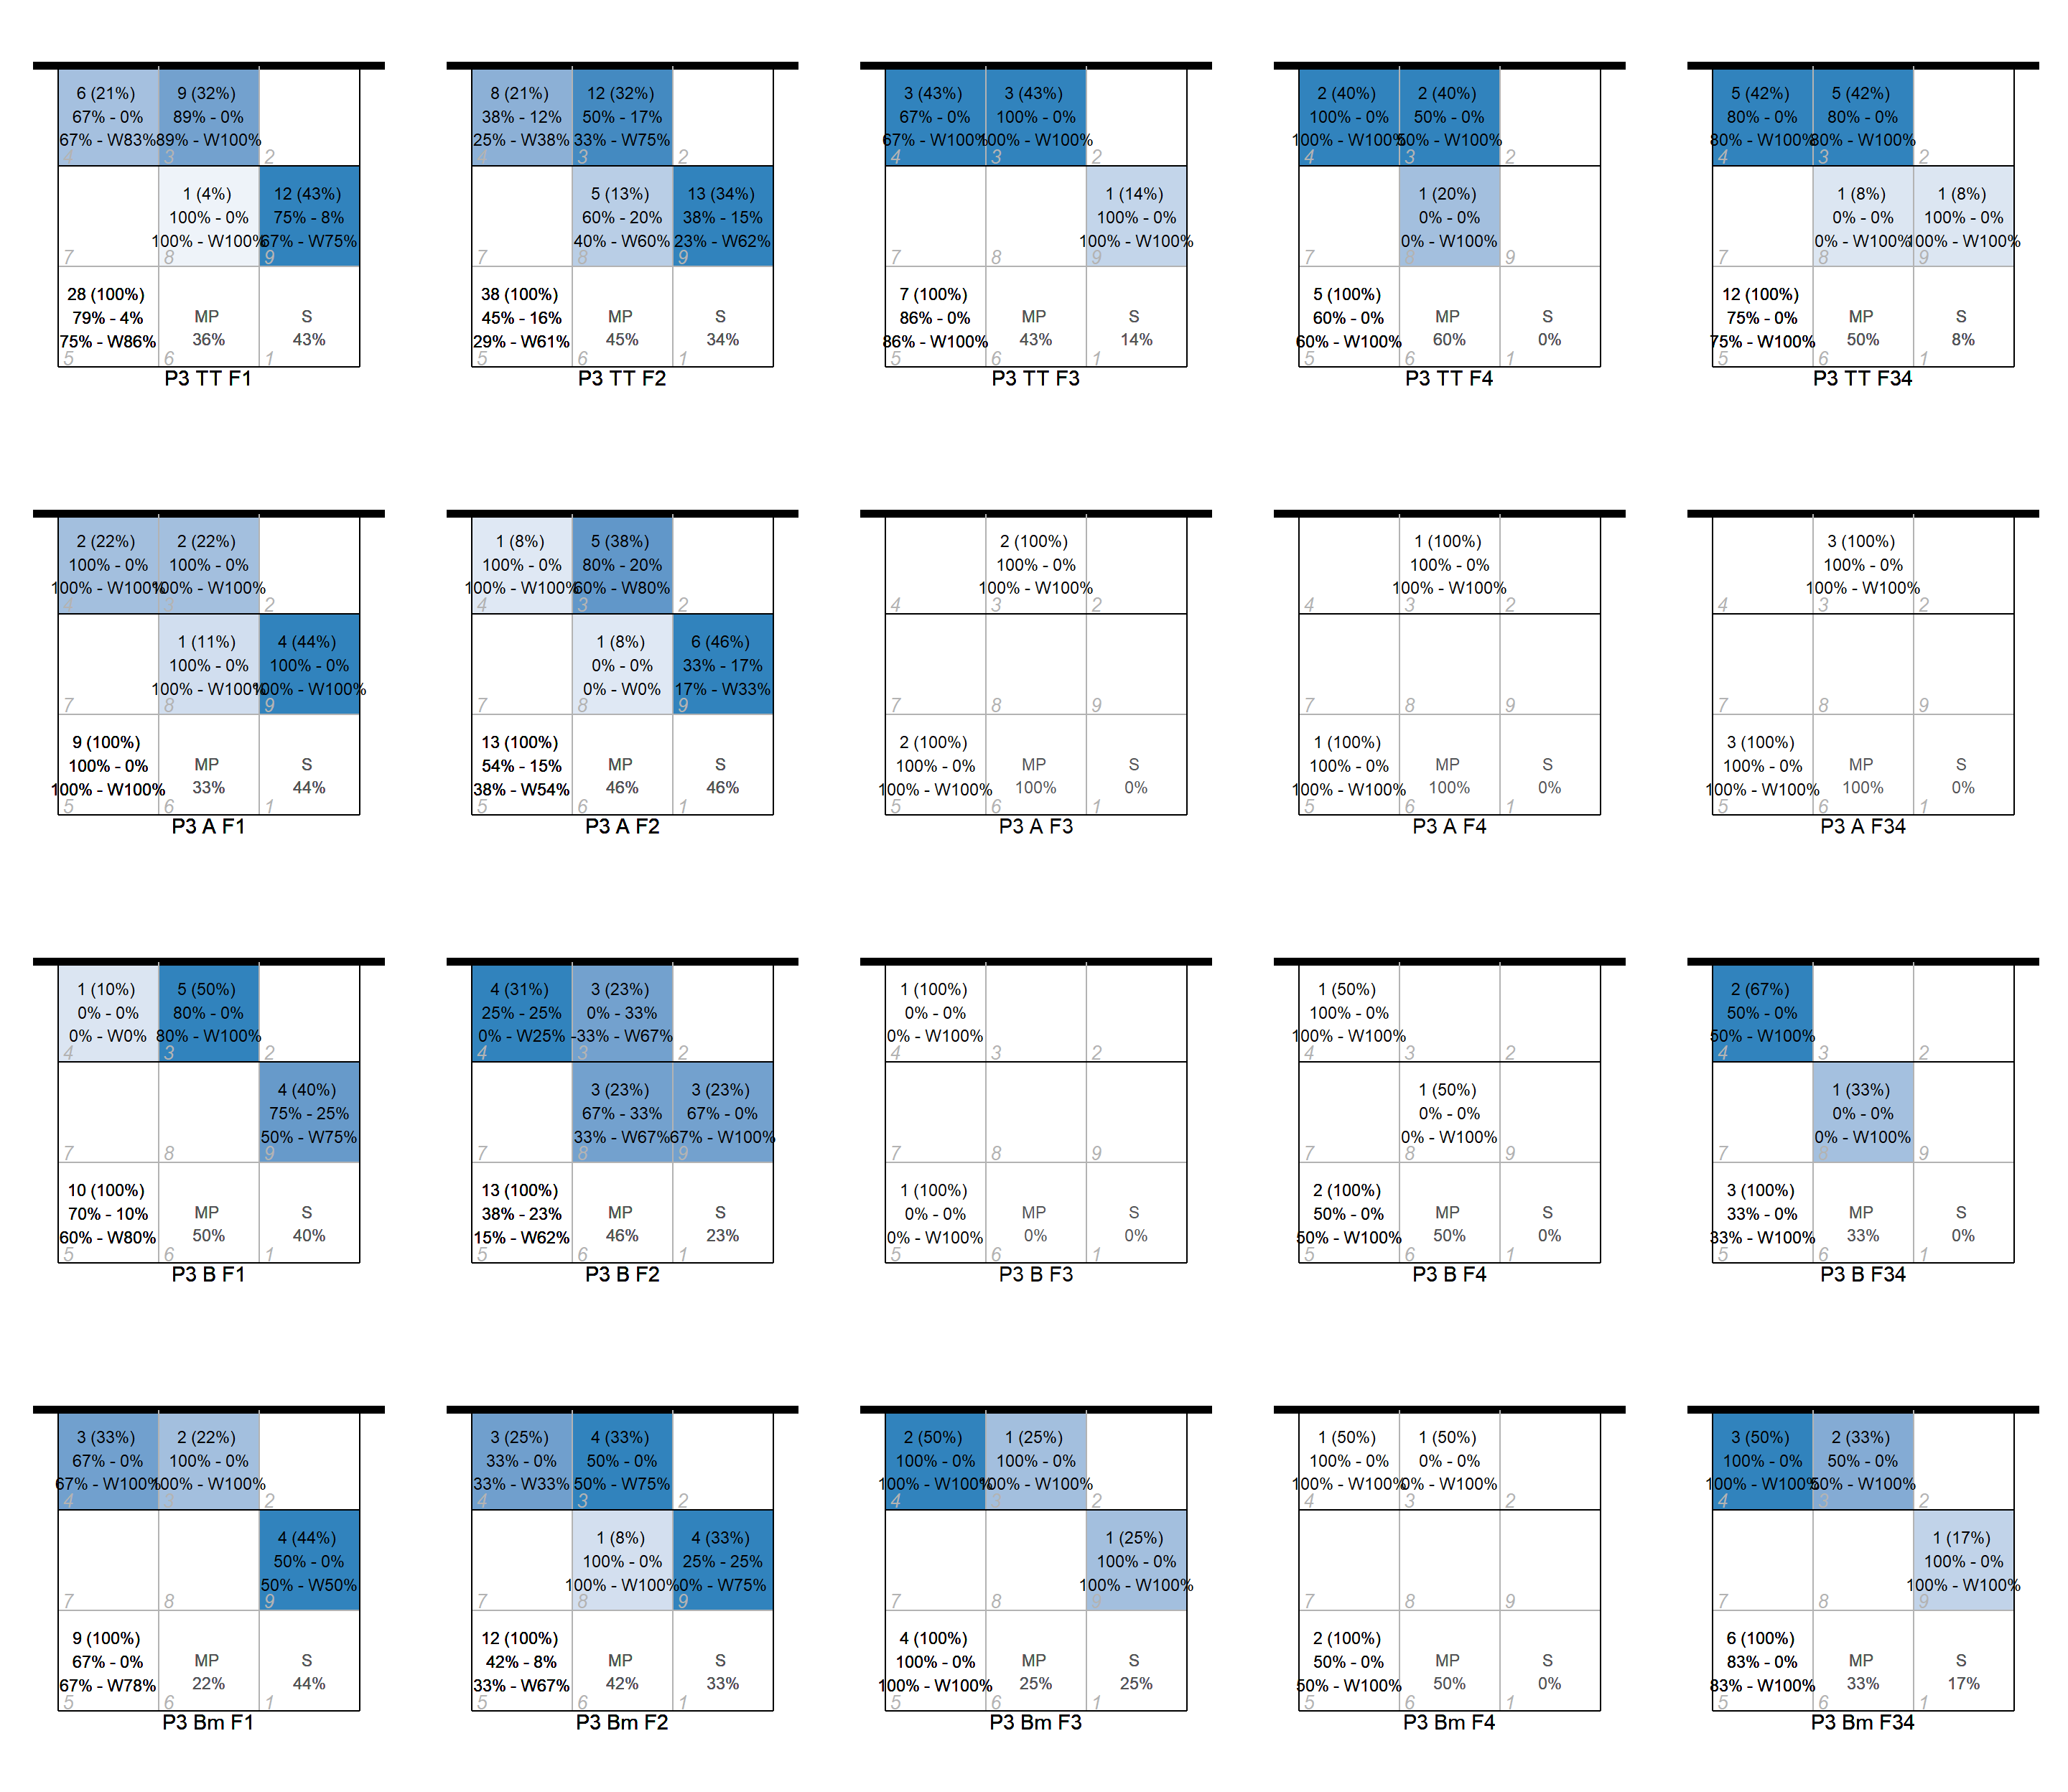 6 (21%) 9 (32%)
67% - 0% 89% - 0%
67% - W83% 89% - W100%
4 3 2
1 (4%) 12 (43%)
100% - 0% 75% - 8%
100% - W100% 67% - W75%
7 8 9
28 (100%)
79% - 4% MP S
75% - W86% 36% 43%
5 6 1
P3 TT F1
8 (21%) 12 (32%)
38% - 12% 50% - 17%
25% - W38% 33% - W75%
4 3 2
5 (13%) 13 (34%)
60% - 20% 38% - 15%
40% - W60% 23% - W62%
7 8 9
38 (100%)
45% - 16% MP S
29% - W61% 45% 34%
5 6 1
P3 TT F2
3 (43%) 3 (43%)
67% - 0% 100% - 0%
67% - W100% 100% - W100%
4 3 2
1 (14%)
100% - 0%
100% - W100%
7 8 9
7 (100%)
86% - 0% MP S
86% - W100% 43% 14%
5 6 1
P3 TT F3
2 (40%) 2 (40%)
100% - 0% 50% - 0%
100% - W100% 50% - W100%
4 3 2
1 (20%)
0% - 0%
0% - W100%
7 8 9
5 (100%)
60% - 0% MP S
60% - W100% 60% 0%
5 6 1
P3 TT F4
5 (42%) 5 (42%)
80% - 0% 80% - 0%
80% - W100% 80% - W100%
4 3 2
1 (8%) 1 (8%)
0% - 0% 100% - 0%
0% - W100% 100% - W100%
7 8 9
12 (100%)
75% - 0% MP S
75% - W100% 50% 8%
5 6 1
P3 TT F34
2 (22%) 2 (22%)
100% - 0% 100% - 0%
100% - W100% 100% - W100%
4 3 2
1 (11%) 4 (44%)
100% - 0% 100% - 0%
100% - W100% 100% - W100%
7 8 9
9 (100%)
100% - 0% MP S
100% - W100% 33% 44%
5 6 1
P3 A F1
1 (8%) 5 (38%)
100% - 0% 80% - 20%
100% - W100% 60% - W80%
4 3 2
1 (8%) 6 (46%)
0% - 0% 33% - 17%
0% - W0% 17% - W33%
7 8 9
13 (100%)
54% - 15% MP S
38% - W54% 46% 46%
5 6 1
P3 A F2
2 (100%)
100% - 0%
100% - W100%
4 3 2
7 8 9
2 (100%)
100% - 0% MP S
100% - W100% 100% 0%
5 6 1
P3 A F3
1 (100%)
100% - 0%
100% - W100%
4 3 2
7 8 9
1 (100%)
100% - 0% MP S
100% - W100% 100% 0%
5 6 1
P3 A F4
3 (100%)
100% - 0%
100% - W100%
4 3 2
7 8 9
3 (100%)
100% - 0% MP S
100% - W100% 100% 0%
5 6 1
P3 A F34
1 (10%) 5 (50%)
0% - 0% 80% - 0%
0% - W0% 80% - W100%
4 3 2
4 (40%)
75% - 25%
50% - W75%
7 8 9
10 (100%)
70% - 10% MP S
60% - W80% 50% 40%
5 6 1
P3 B F1
4 (31%) 3 (23%)
25% - 25% 0% - 33%
0% - W25% -33% - W67%
4 3 2
3 (23%) 3 (23%)
67% - 33% 67% - 0%
33% - W67% 67% - W100%
7 8 9
13 (100%)
38% - 23% MP S
15% - W62% 46% 23%
5 6 1
P3 B F2
1 (100%)
0% - 0%
0% - W100%
4 3 2
7 8 9
1 (100%)
0% - 0% MP S
0% - W100% 0% 0%
5 6 1
P3 B F3
1 (50%)
100% - 0%
100% - W100%
4 3 2
1 (50%)
0% - 0%
0% - W100%
7 8 9
2 (100%)
50% - 0% MP S
50% - W100% 50% 0%
5 6 1
P3 B F4
2 (67%)
50% - 0%
50% - W100%
4 3 2
1 (33%)
0% - 0%
0% - W100%
7 8 9
3 (100%)
33% - 0% MP S
33% - W100% 33% 0%
5 6 1
P3 B F34
3 (33%) 2 (22%)
67% - 0% 100% - 0%
67% - W100% 100% - W100%
4 3 2
4 (44%)
50% - 0%
50% - W50%
7 8 9
9 (100%)
67% - 0% MP S
67% - W78% 22% 44%
5 6 1
P3 Bm F1
3 (25%) 4 (33%)
33% - 0% 50% - 0%
33% - W33% 50% - W75%
4 3 2
1 (8%) 4 (33%)
100% - 0% 25% - 25%
100% - W100% 0% - W75%
7 8 9
12 (100%)
42% - 8% MP S
33% - W67% 42% 33%
5 6 1
P3 Bm F2
2 (50%) 1 (25%)
100% - 0% 100% - 0%
100% - W100% 100% - W100%
4 3 2
1 (25%)
100% - 0%
100% - W100%
7 8 9
4 (100%)
100% - 0% MP S
100% - W100% 25% 25%
5 6 1
P3 Bm F3
1 (50%) 1 (50%)
100% - 0% 0% - 0%
100% - W100% 0% - W100%
4 3 2
7 8 9
2 (100%)
50% - 0% MP S
50% - W100% 50% 0%
5 6 1
P3 Bm F4
3 (50%) 2 (33%)
100% - 0% 50% - 0%
100% - W100% 50% - W100%
4 3 2
1 (17%)
100% - 0%
100% - W100%
7 8 9
6 (100%)
83% - 0% MP S
83% - W100% 33% 17%
5 6 1
P3 Bm F34